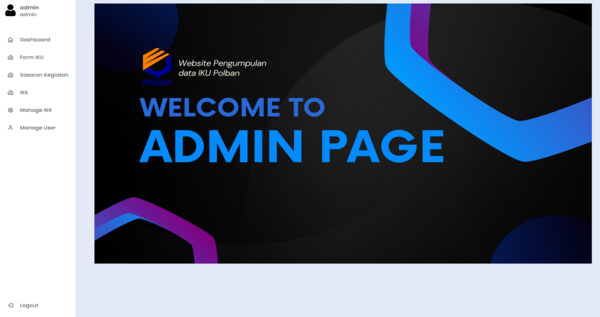 admin
admin
Dashboard
Form IKU
Sasaran Kegiatan
IKK
Manage IKK
Manage User
Logout
POLBAN
Website Pengumpulan
data IKU Polban
WELCOME TO
ADMIN PAGE